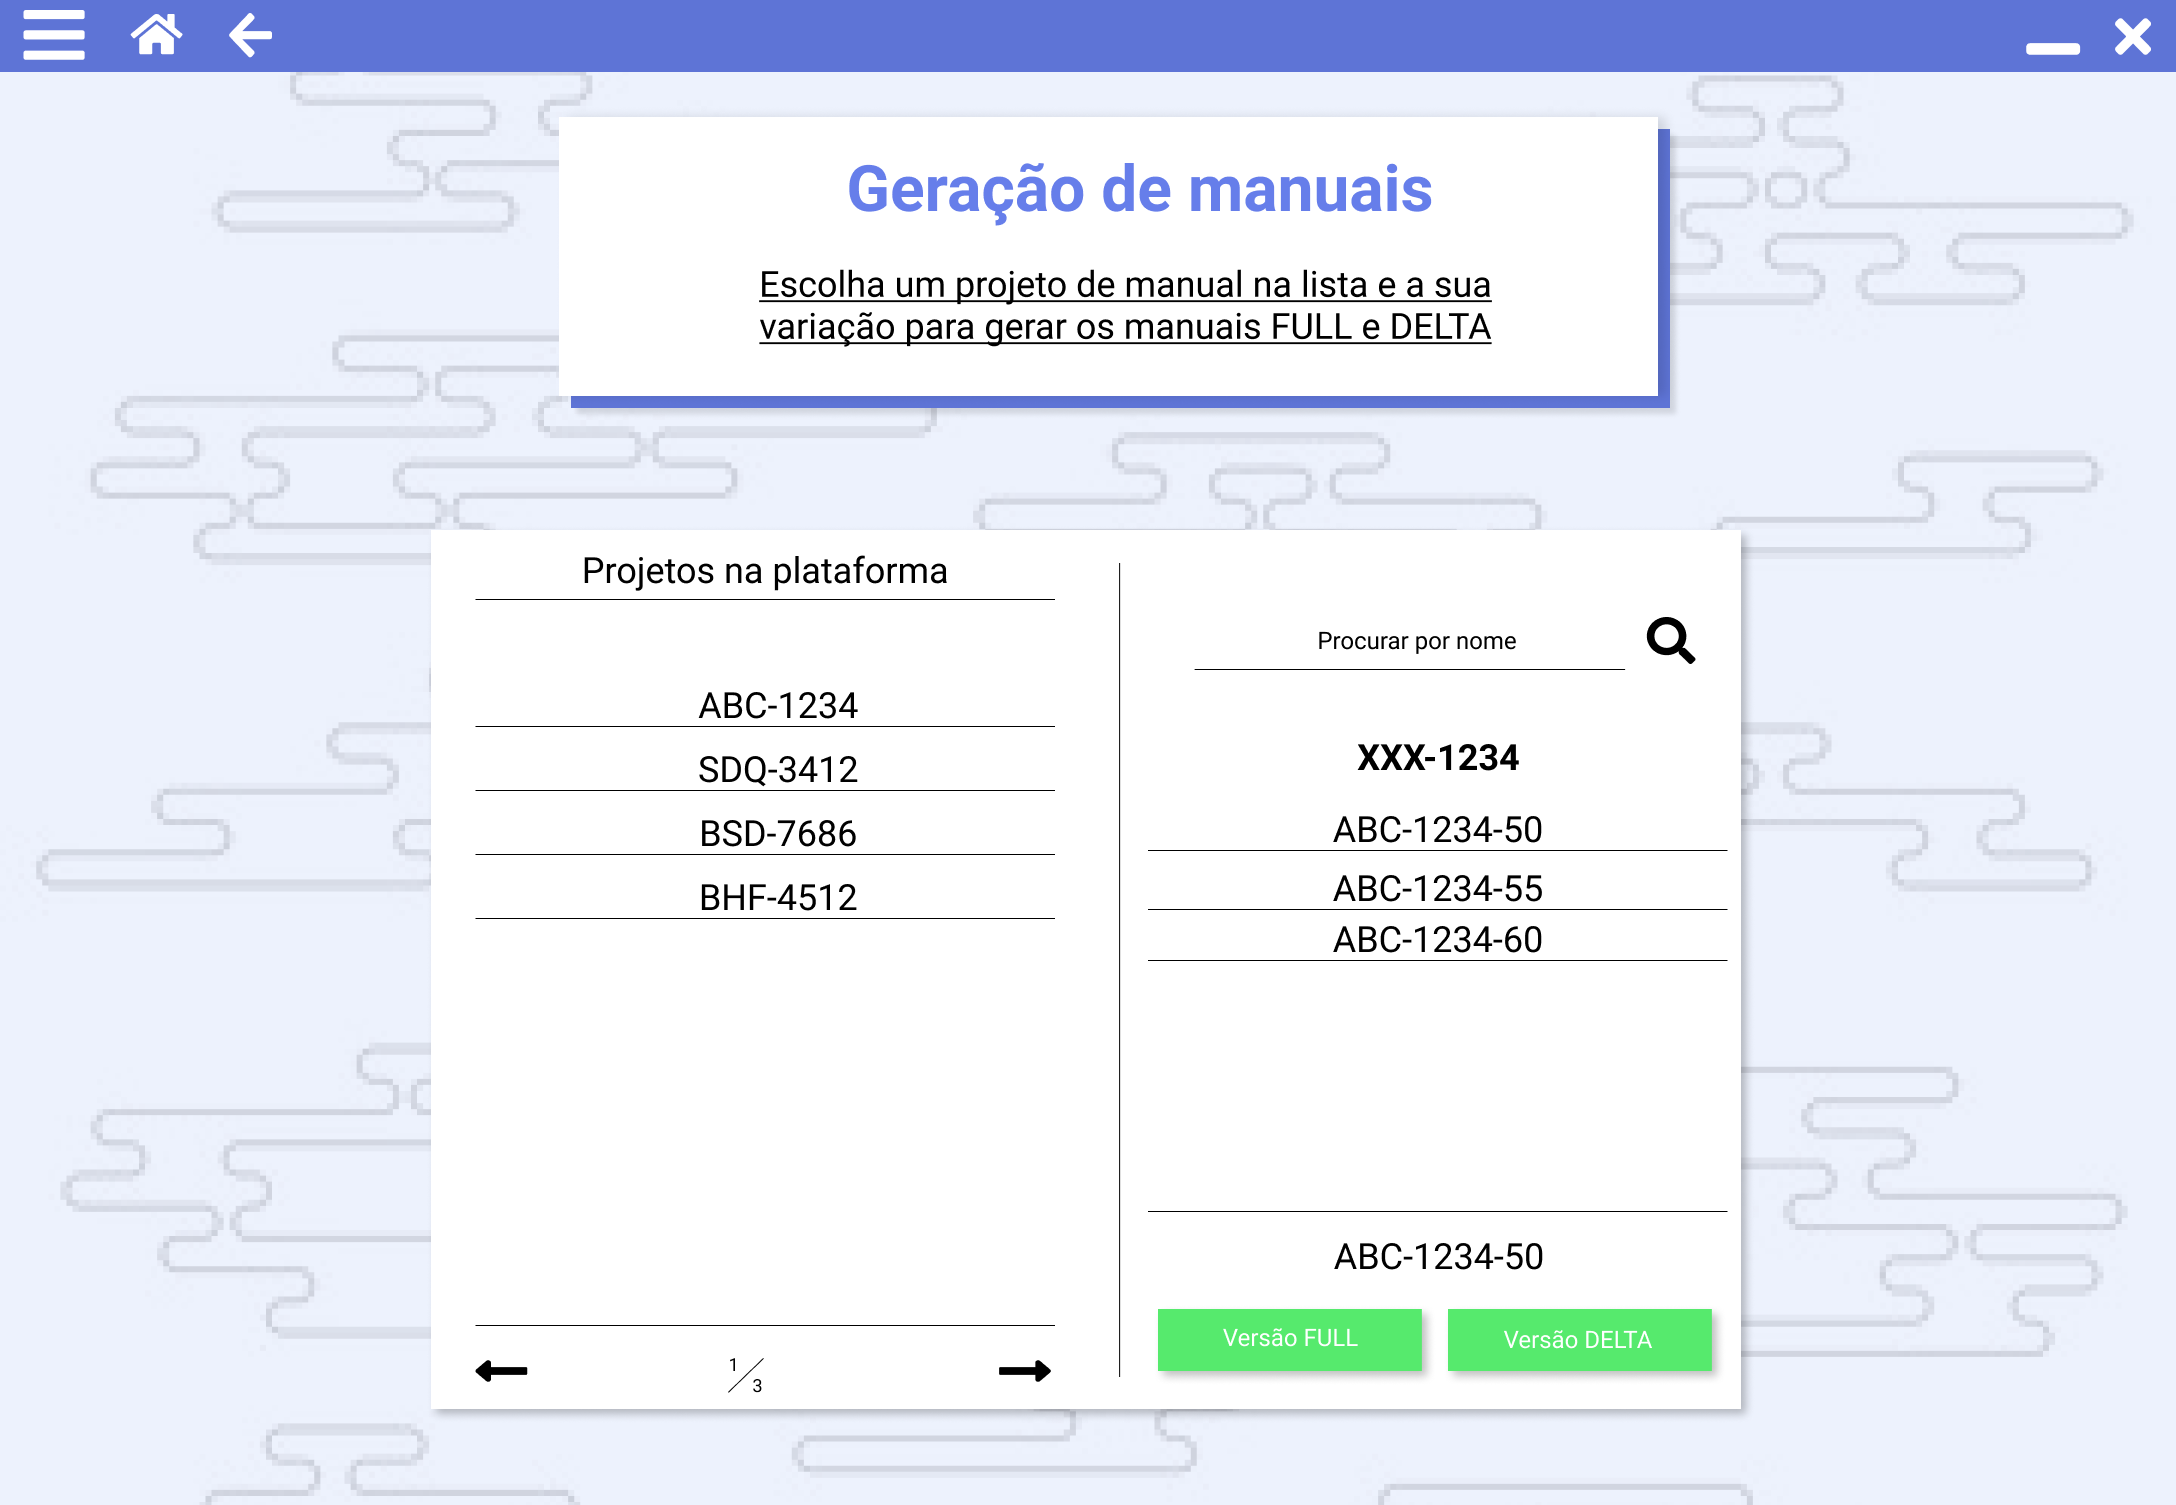 Geração de manuais
Escolha um projeto de manual na lista e a sua
variação para gerar os manuais FULL e DELTA
Projetos na plataforma
ABC-1234
SDQ-3412
BSD-7686
BHF-4512
1/3
Procurar por nome
XXX-1234
ABC-1234-50
ABC-1234-55
ABC-1234-60
ABC-1234-50
Versão FULL
Versão DELTA